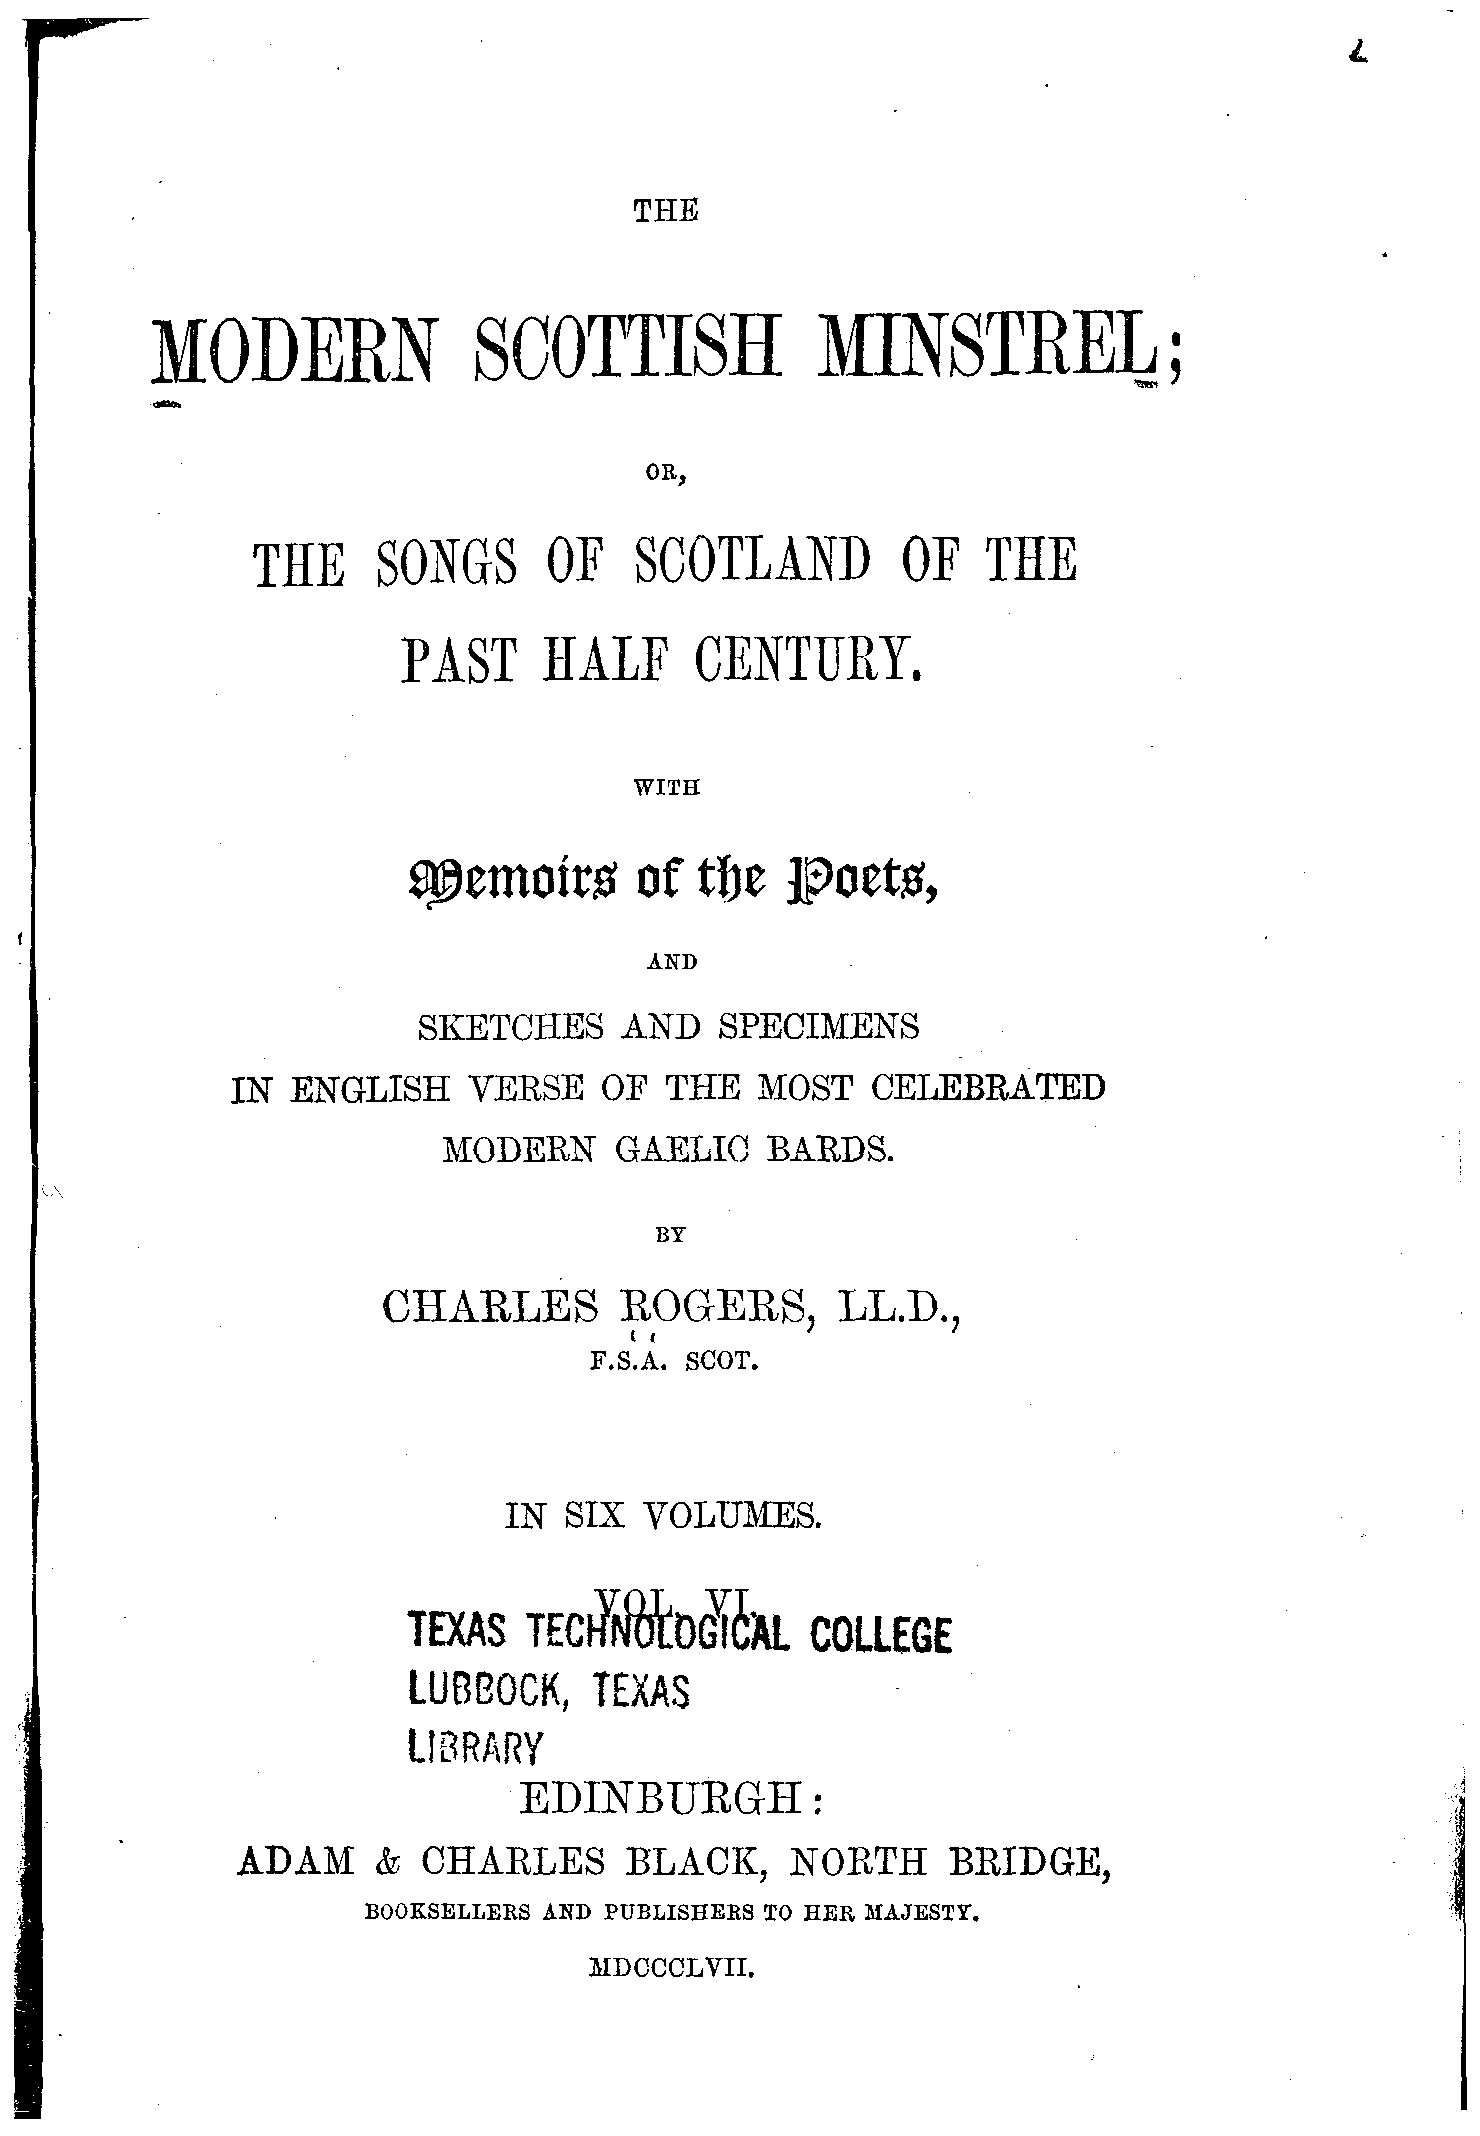 THE
MODERN SCOTTISH MINSTREL;
OR,
THE SONGS OF SCOTLAND OF THE
PAST HALF CENTURY.
WITH
Memoirs of the Poets,
AND
SKETCHES AND SPECIMENS
IN ENGLISH VERSE OF THE MOST CELEBRATED
MODERN GAELIC BARDS.
BY
CHARLES ROGERS, LL.D.,
F.S.A. SCOT.
IN SIX VOLUMES.
VOL. VI.
TEXAS TECHNOLOGICAL COLLEGE
LUBBOCK, TEXAS
LIBRARY
EDINBURGH:
ADAM & CHARLES BLACK, NORTH BRIDGE,
BOOKSELLERS AND PUBLISHERS TO HER MAJESTY.
MDCCCLVII.